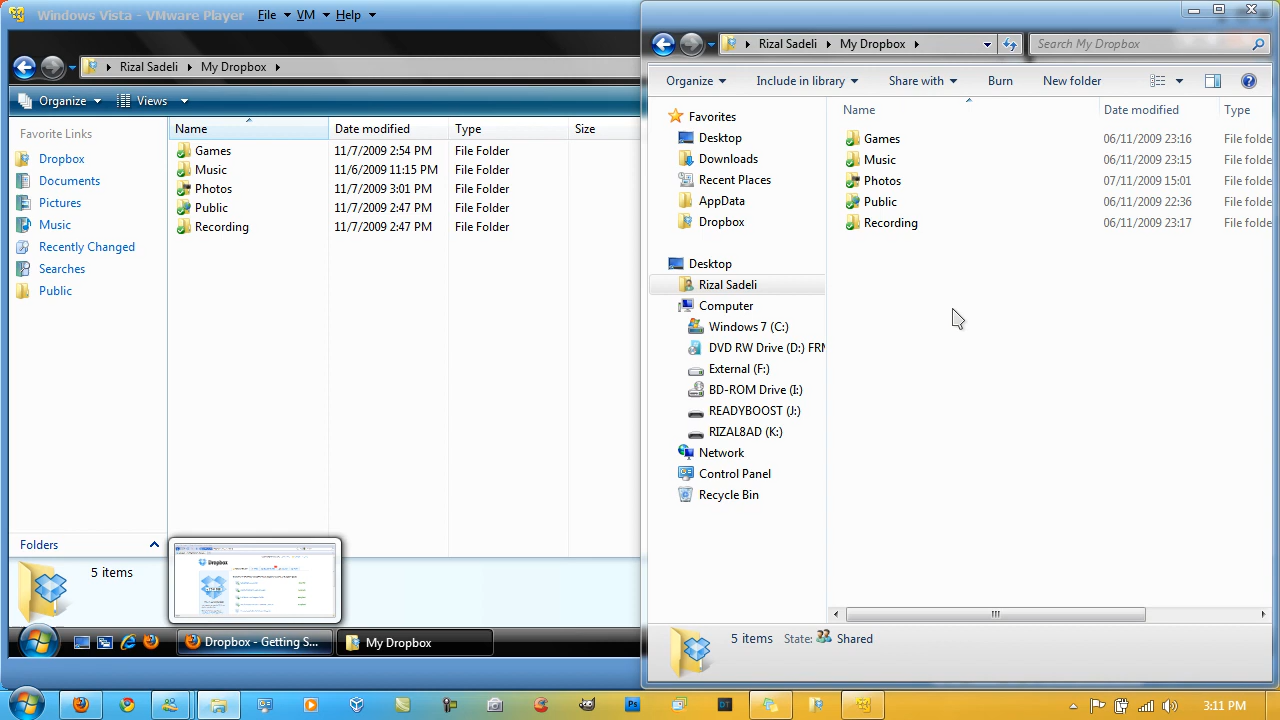 Windows Vista - VMware Player File VM Help
Rizal Sadeli My Dropbox
Organize Views
Favorite Links
Dropbox
Documents
Pictures
Music
Recently Changed
Searches
Public
Folders
Name Date modified Type Size
Games 11/7/2009 2:54 PM File Folder
Music 11/6/2009 11:15 PM File Folder
Photos 11/7/2009 3:01 PM File Folder
Public 11/7/2009 2:47 PM File Folder
Recording 11/7/2009 2:47 PM File Folder
Dropbox
5 items
Dropbox - Getting S... My Dropbox
Rizal Sadeli My Dropbox Search My Dropbox
Organize Include in library Share with Burn New folder
Favorites
Desktop
Downloads
Recent Places
AppData
Dropbox
Desktop
Rizal Sadeli
Computer
Windows 7 (C:)
DVD RW Drive (D:) FRM
External (F:)
BD-ROM Drive (I:)
READYBOOST (J:)
RIZAL8AD (K:)
Network
Control Panel
Recycle Bin
Name Date modified Type
Games 06/11/2009 23:16 File folde
Music 06/11/2009 23:15 File folde
Photos 07/11/2009 15:01 File folde
Public 06/11/2009 22:36 File folde
Recording 06/11/2009 23:17 File folde
5 items State: Shared
Ps DT 3:11 PM